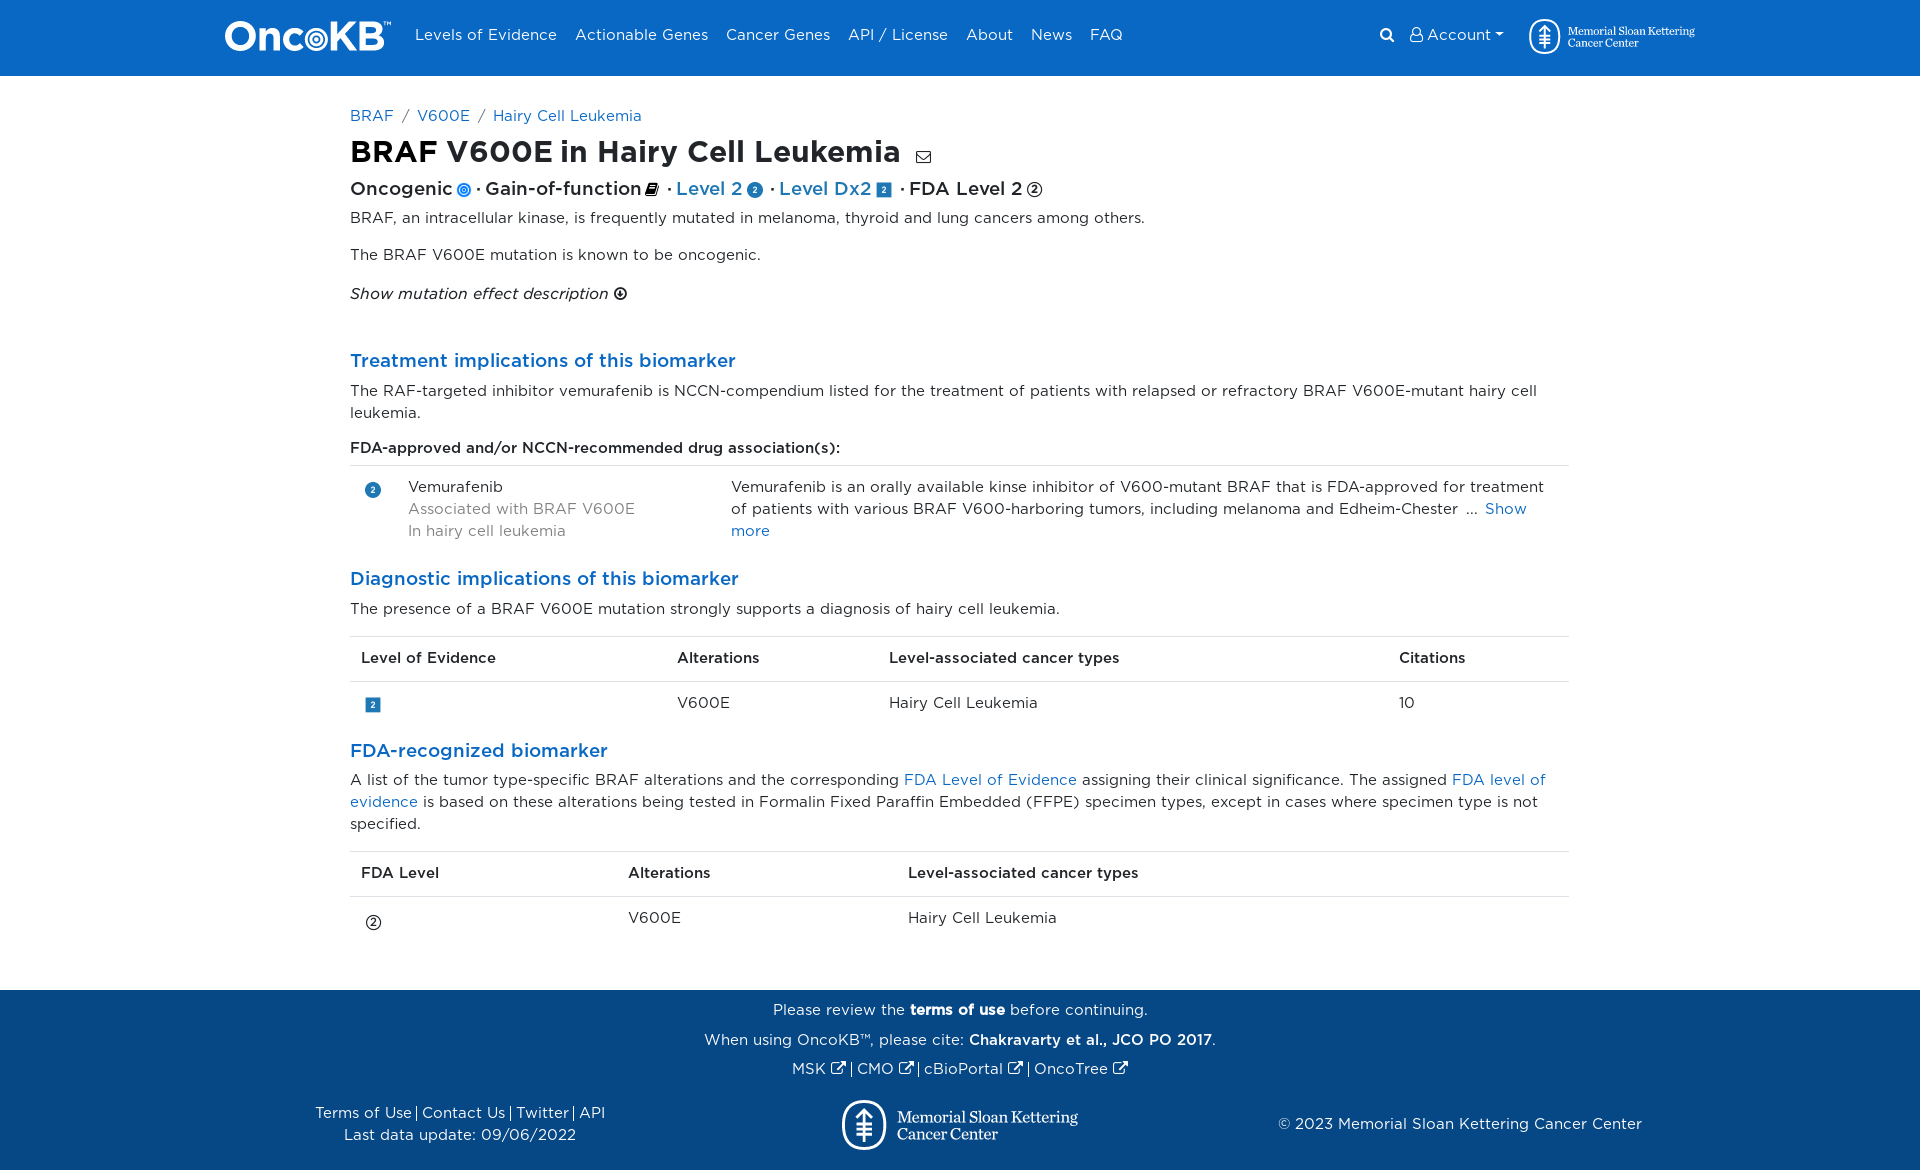 OncoKB™ Levels of Evidence Actionable Genes Cancer Genes API / License About News FAQ Account Memorial Sloan Kettering
Cancer Center
BRAF / V600E / Hairy Cell Leukemia
BRAF V600E in Hairy Cell Leukemia
Oncogenic · Gain-of-function · Level 2 2 · Level Dx2 2 · FDA Level 2 2
BRAF, an intracellular kinase, is frequently mutated in melanoma, thyroid and lung cancers among others.
The BRAF V600E mutation is known to be oncogenic.
Show mutation effect description
Treatment implications of this biomarker
The RAF-targeted inhibitor vemurafenib is NCCN-compendium listed for the treatment of patients with relapsed or refractory BRAF V600E-mutant hairy cell
leukemia.
FDA-approved and/or NCCN-recommended drug association(s):
2 Vemurafenib
Associated with BRAF V600E
In hairy cell leukemia
Vemurafenib is an orally available kinse inhibitor of V600-mutant BRAF that is FDA-approved for treatment
of patients with various BRAF V600-harboring tumors, including melanoma and Edheim-Chester ... Show
more
Diagnostic implications of this biomarker
The presence of a BRAF V600E mutation strongly supports a diagnosis of hairy cell leukemia.
Level of Evidence Alterations Level-associated cancer types Citations
2 V600E Hairy Cell Leukemia 10
FDA-recognized biomarker
A list of the tumor type-specific BRAF alterations and the corresponding FDA Level of Evidence assigning their clinical significance. The assigned FDA level of
evidence is based on these alterations being tested in Formalin Fixed Paraffin Embedded (FFPE) specimen types, except in cases where specimen type is not
specified.
FDA Level Alterations Level-associated cancer types
2 V600E Hairy Cell Leukemia
Please review the terms of use before continuing.
When using OncoKB™, please cite: Chakravarty et al., JCO PO 2017.
MSK | CMO | cBioPortal | OncoTree
Terms of Use | Contact Us | Twitter | API
Last data update: 09/06/2022
Memorial Sloan Kettering
Cancer Center
© 2023 Memorial Sloan Kettering Cancer Center